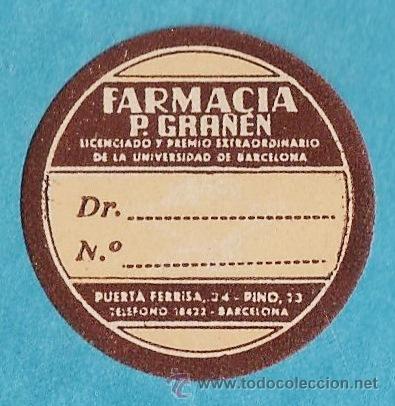 FARMACIA
P. GRAÑEN
LICENCIADO Y PREMIO EXTRAORDINARIO
DE LA UNIVERSIDAD DE BARCELONA
Dr. ..............................
N.º ..............................
PUERTA FERRISA, 24 - PINO, 13
TELEFONO 18422 - BARCELONA
www.todocoleccion.net